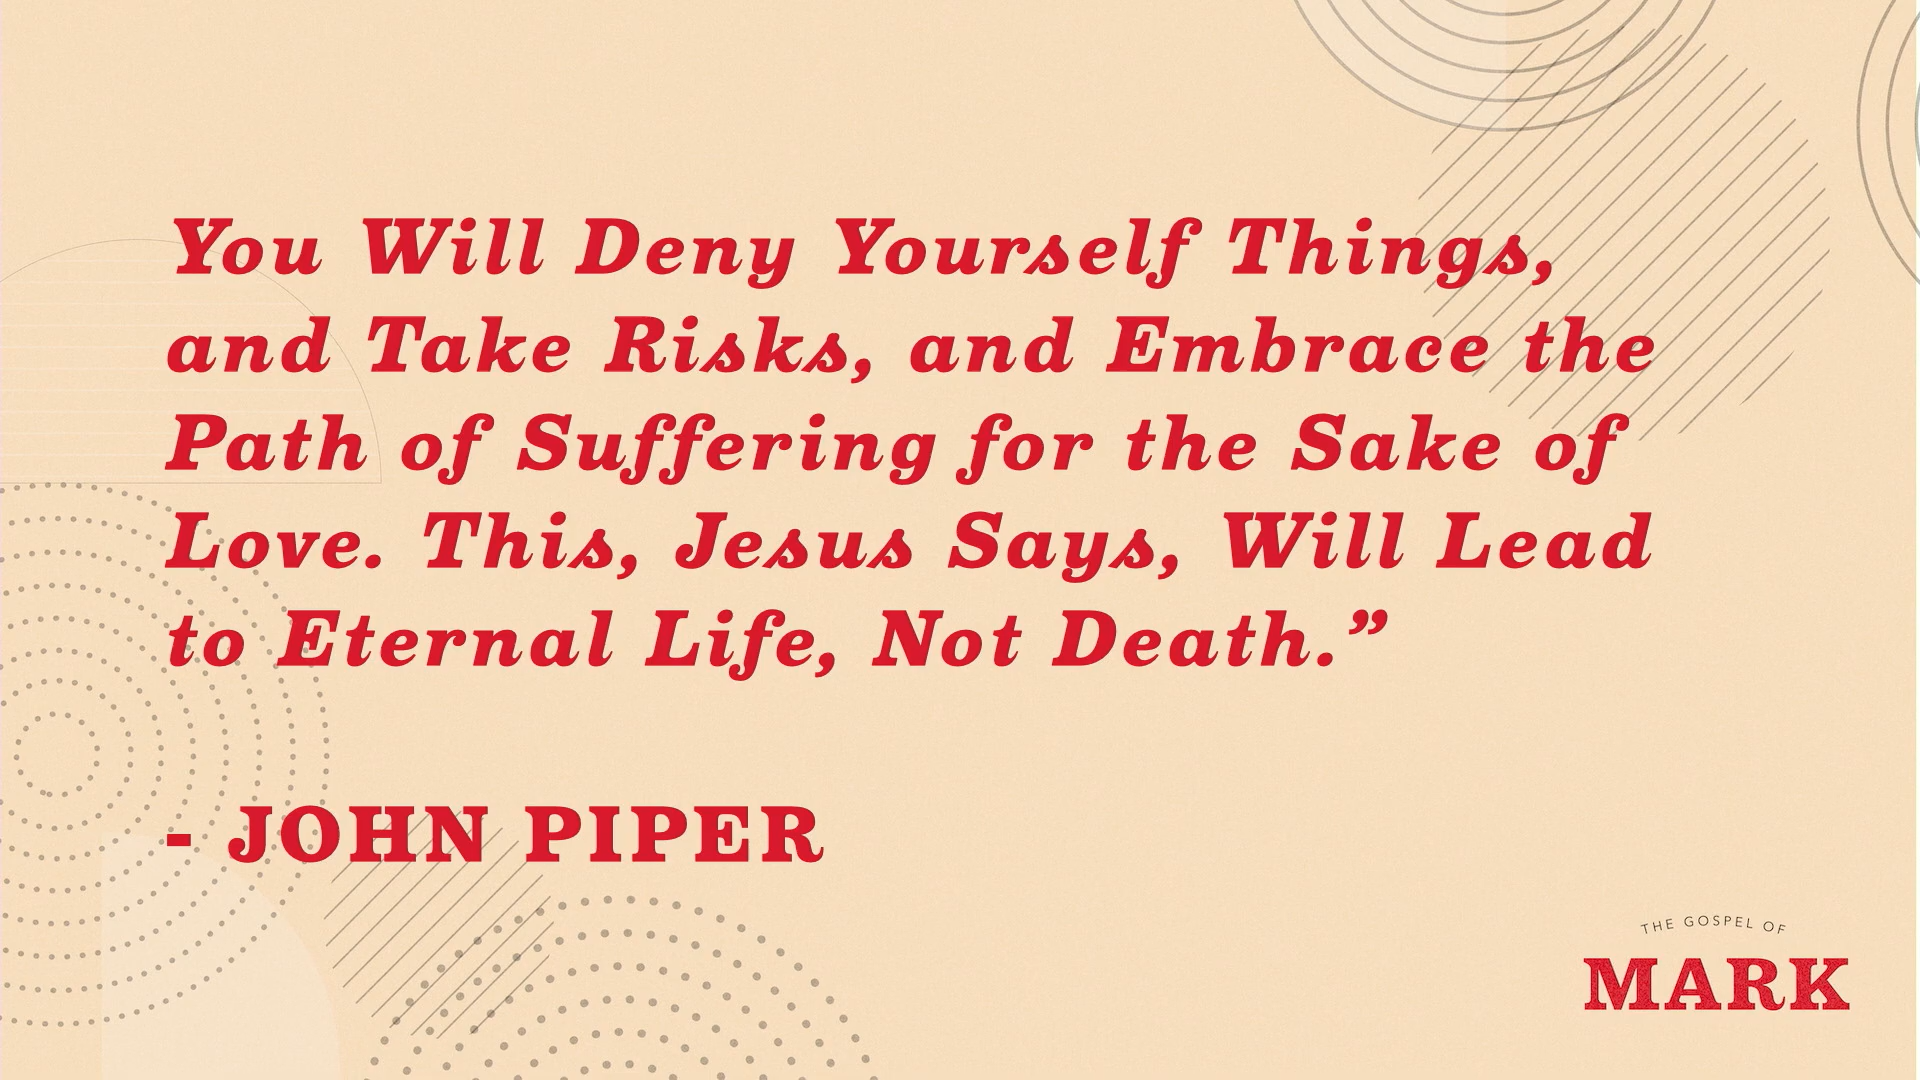 You Will Deny Yourself Things,
and Take Risks, and Embrace the
Path of Suffering for the Sake of
Love. This, Jesus Says, Will Lead
to Eternal Life, Not Death.”
- JOHN PIPER
THE GOSPEL OF
MARK